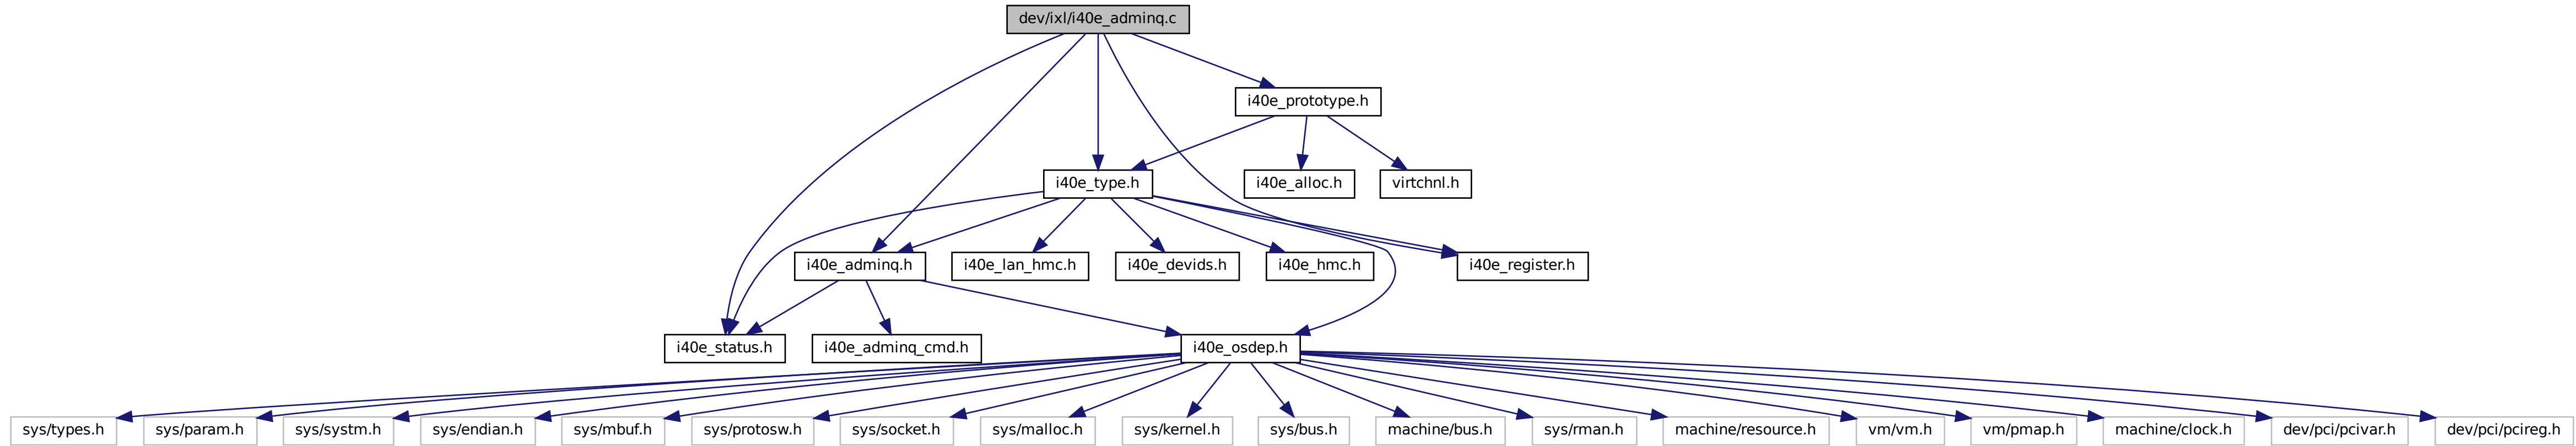 dev/ixl/i40e_adminq.c
i40e_prototype.h
i40e_type.h
i40e_alloc.h
virtchnl.h
i40e_adminq.h
i40e_lan_hmc.h
i40e_devids.h
i40e_hmc.h
i40e_register.h
i40e_status.h
i40e_adminq_cmd.h
i40e_osdep.h
sys/types.h
sys/param.h
sys/systm.h
sys/endian.h
sys/mbuf.h
sys/protosw.h
sys/socket.h
sys/malloc.h
sys/kernel.h
sys/bus.h
machine/bus.h
sys/rman.h
machine/resource.h
vm/vm.h
vm/pmap.h
machine/clock.h
dev/pci/pcivar.h
dev/pci/pcireg.h